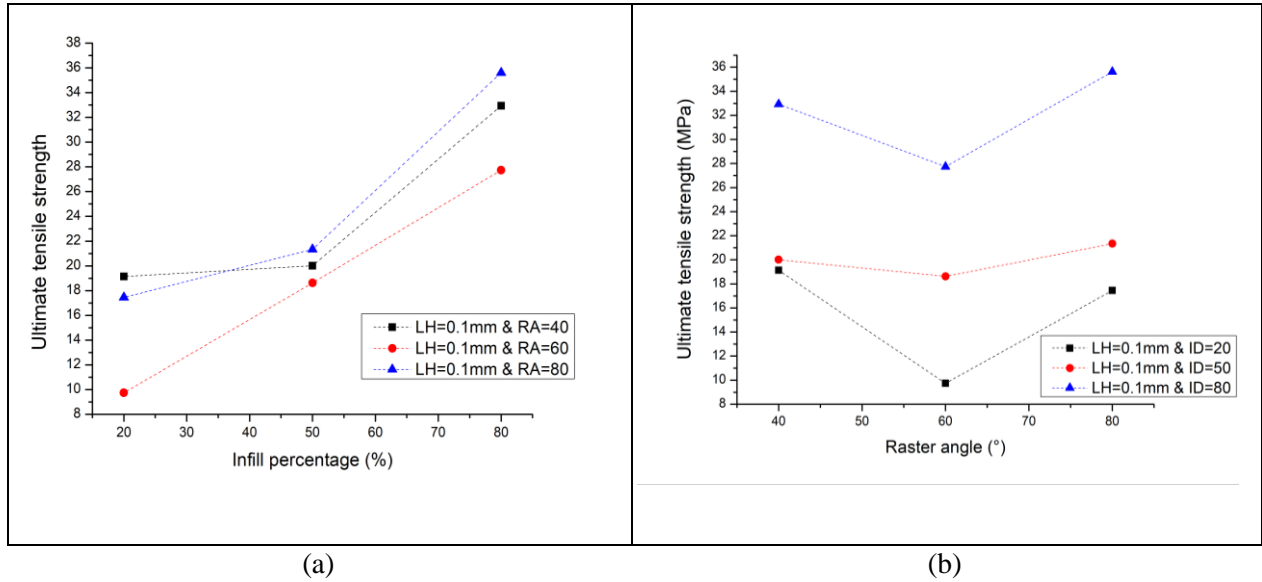 38
36
34
32
30
28
26
24
22
20
18
16
14
12
10
8
Ultimate tensile strength
LH=0.1mm & RA=40
LH=0.1mm & RA=60
LH=0.1mm & RA=80
20 30 40 50 60 70 80
Infill percentage (%)
36
34
32
30
28
26
24
22
20
18
16
14
12
10
8
Ultimate tensile strength (MPa)
LH=0.1mm & ID=20
LH=0.1mm & ID=50
LH=0.1mm & ID=80
40 50 60 70 80
Raster angle (°)
(a) (b)